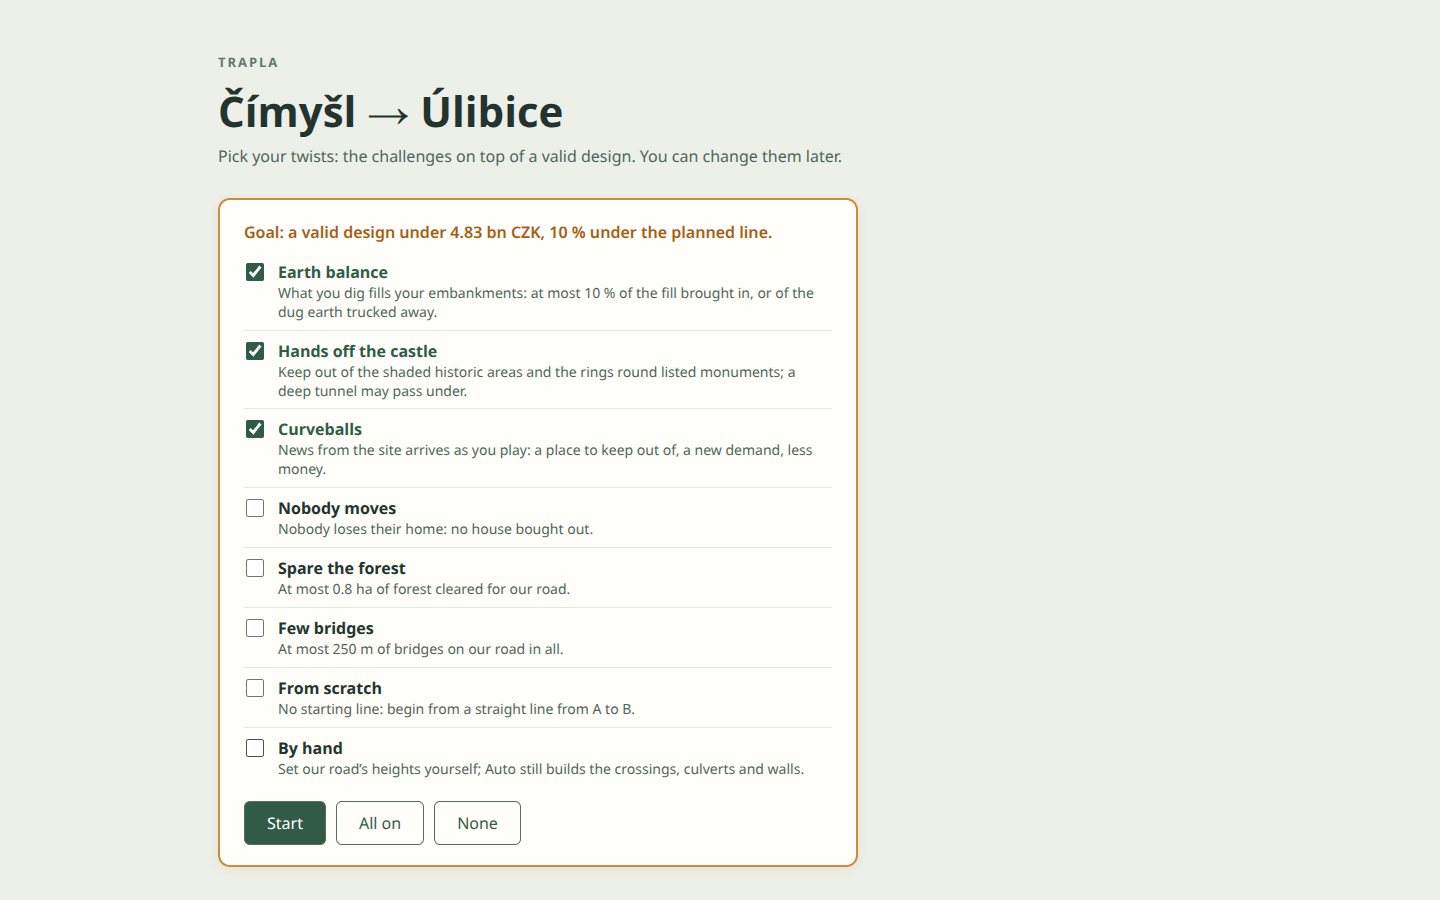 TRAPLA
Čímyšl → Úlibice
Pick your twists: the challenges on top of a valid design. You can change them later.
Goal: a valid design under 4.83 bn CZK, 10 % under the planned line.
Earth balance
What you dig fills your embankments: at most 10 % of the fill brought in, or of the
dug earth trucked away.
Hands off the castle
Keep out of the shaded historic areas and the rings round listed monuments; a
deep tunnel may pass under.
Curveballs
News from the site arrives as you play: a place to keep out of, a new demand, less
money.
Nobody moves
Nobody loses their home: no house bought out.
Spare the forest
At most 0.8 ha of forest cleared for our road.
Few bridges
At most 250 m of bridges on our road in all.
From scratch
No starting line: begin from a straight line from A to B.
By hand
Set our road’s heights yourself; Auto still builds the crossings, culverts and walls.
Start
All on
None